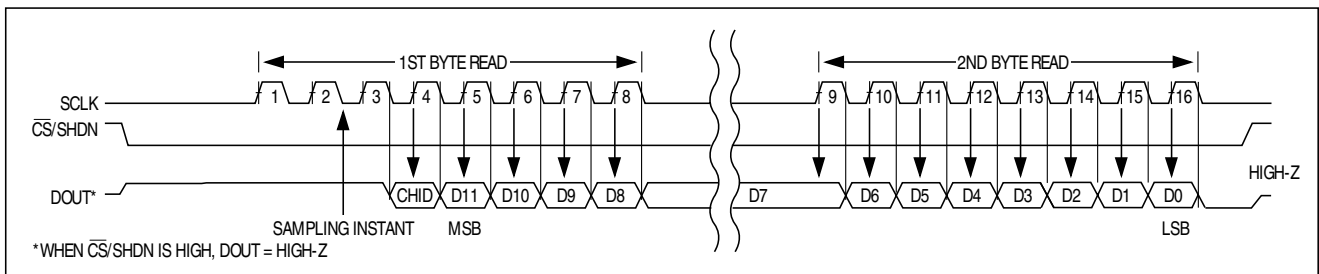 1ST BYTE READ 2ND BYTE READ
SCLK 1 2 3 4 5 6 7 8 9 10 11 12 13 14 15 16
CS/SHDN
HIGH-Z
DOUT* CHID D11 D10 D9 D8 D7 D6 D5 D4 D3 D2 D1 D0
SAMPLING INSTANT MSB LSB
*WHEN CS/SHDN IS HIGH, DOUT = HIGH-Z